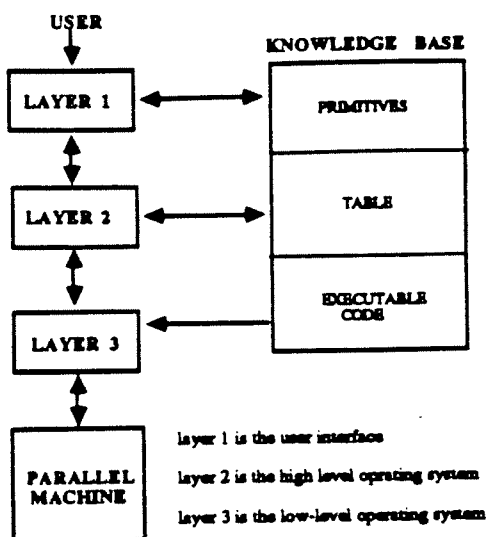 USER
KNOWLEDGE BASE
LAYER 1
PRIMITIVES
LAYER 2
TABLE
EXECUTABLE
CODE
LAYER 3
PARALLEL
MACHINE
layer 1 is the user interface
layer 2 is the high level oprating system
layer 3 is the low-level operating system